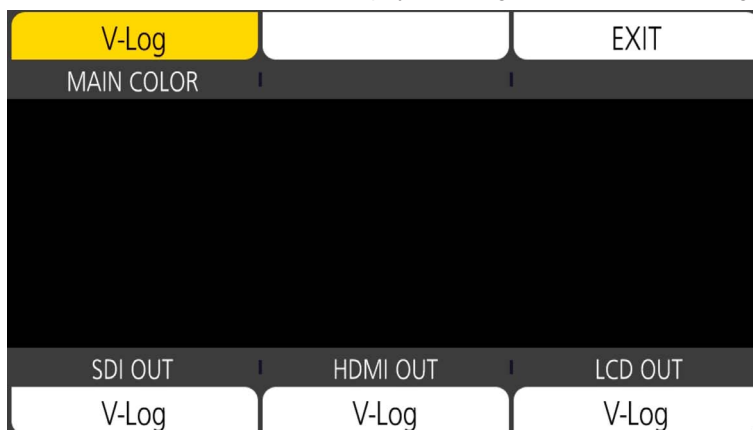 V-Log EXIT
MAIN COLOR
SDI OUT HDMI OUT LCD OUT
V-Log V-Log V-Log